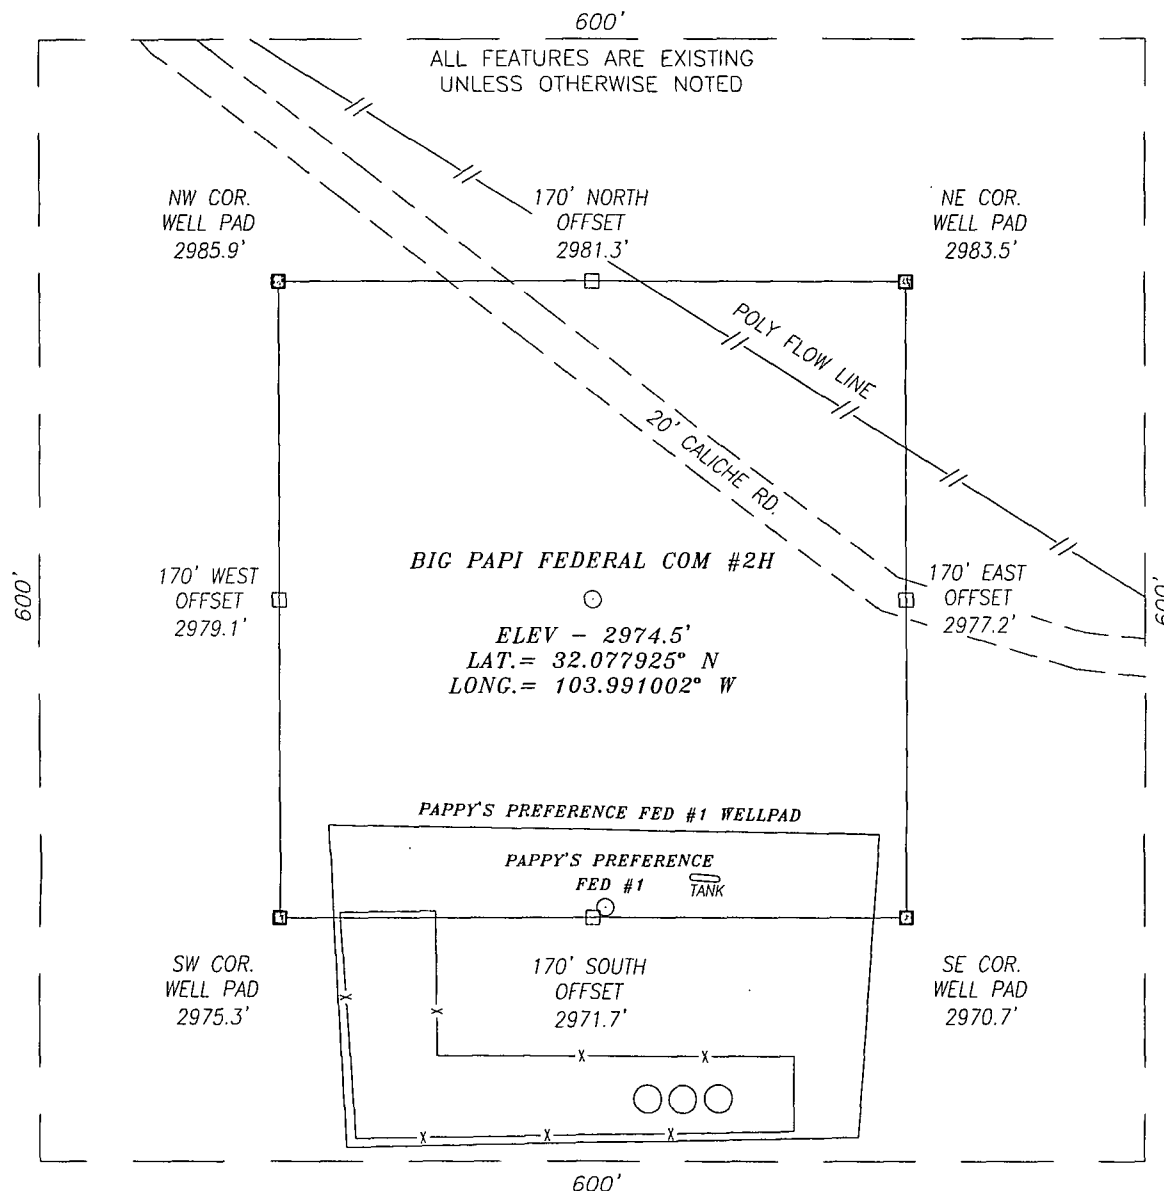 600'
ALL FEATURES ARE EXISTING
UNLESS OTHERWISE NOTED
NW COR.
WELL PAD
2985.9'
170' NORTH
OFFSET
2981.3'
NE COR.
WELL PAD
2983.5'
POLY FLOW LINE
20' CALICHE RD.
600'
170' WEST
OFFSET
2979.1'
BIG PAPI FEDERAL COM #2H
ELEV - 2974.5'
LAT.= 32.077925° N
LONG.= 103.991002° W
170' EAST
OFFSET
2977.2'
600'
PAPPY'S PREFERENCE FED #1 WELLPAD
PAPPY'S PREFERENCE
FED #1
TANK
SW COR.
WELL PAD
2975.3'
170' SOUTH
OFFSET
2971.7'
SE COR.
WELL PAD
2970.7'
600'